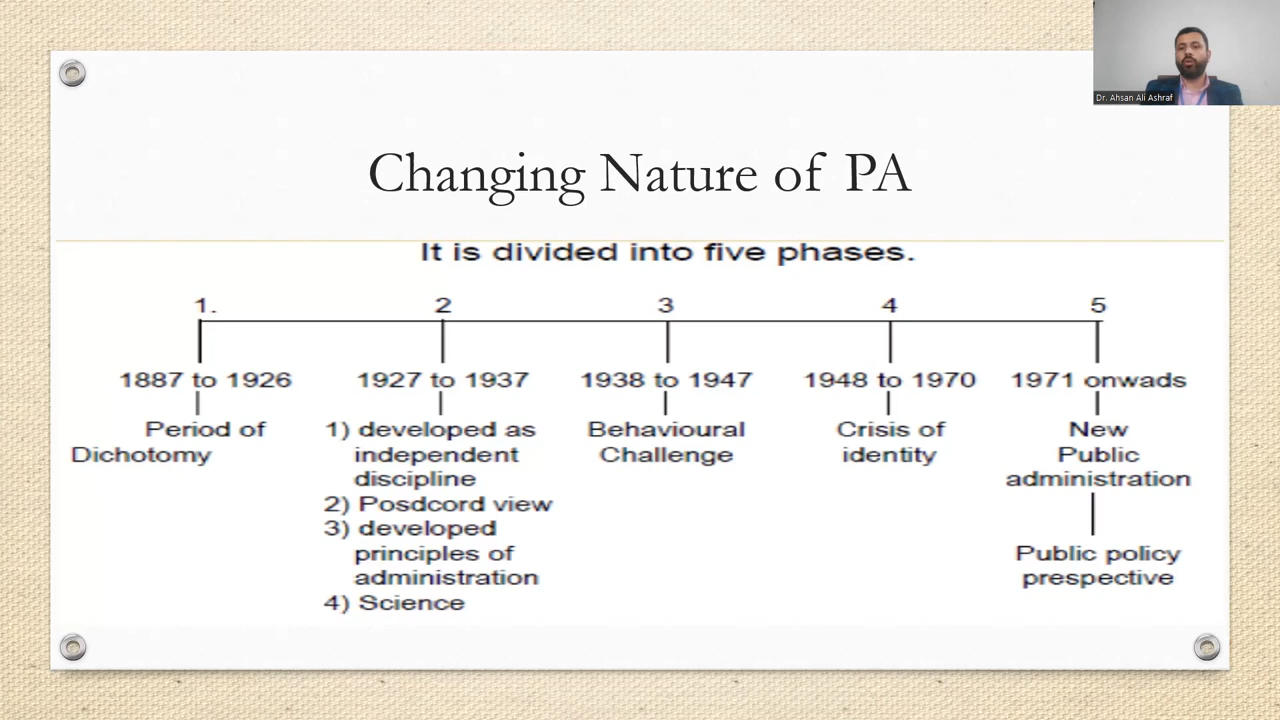 Dr. Ahsan Ali Ashraf
Changing Nature of PA
It is divided into five phases.
1.
2
3
4
5
1887 to 1926
1927 to 1937
1938 to 1947
1948 to 1970
1971 onwads
Period of
Dichotomy
1) developed as
independent
discipline
2) Posdcord view
3) developed
principles of
administration
4) Science
Behavioural
Challenge
Crisis of
identity
New
Public
administration
Public policy
prespective